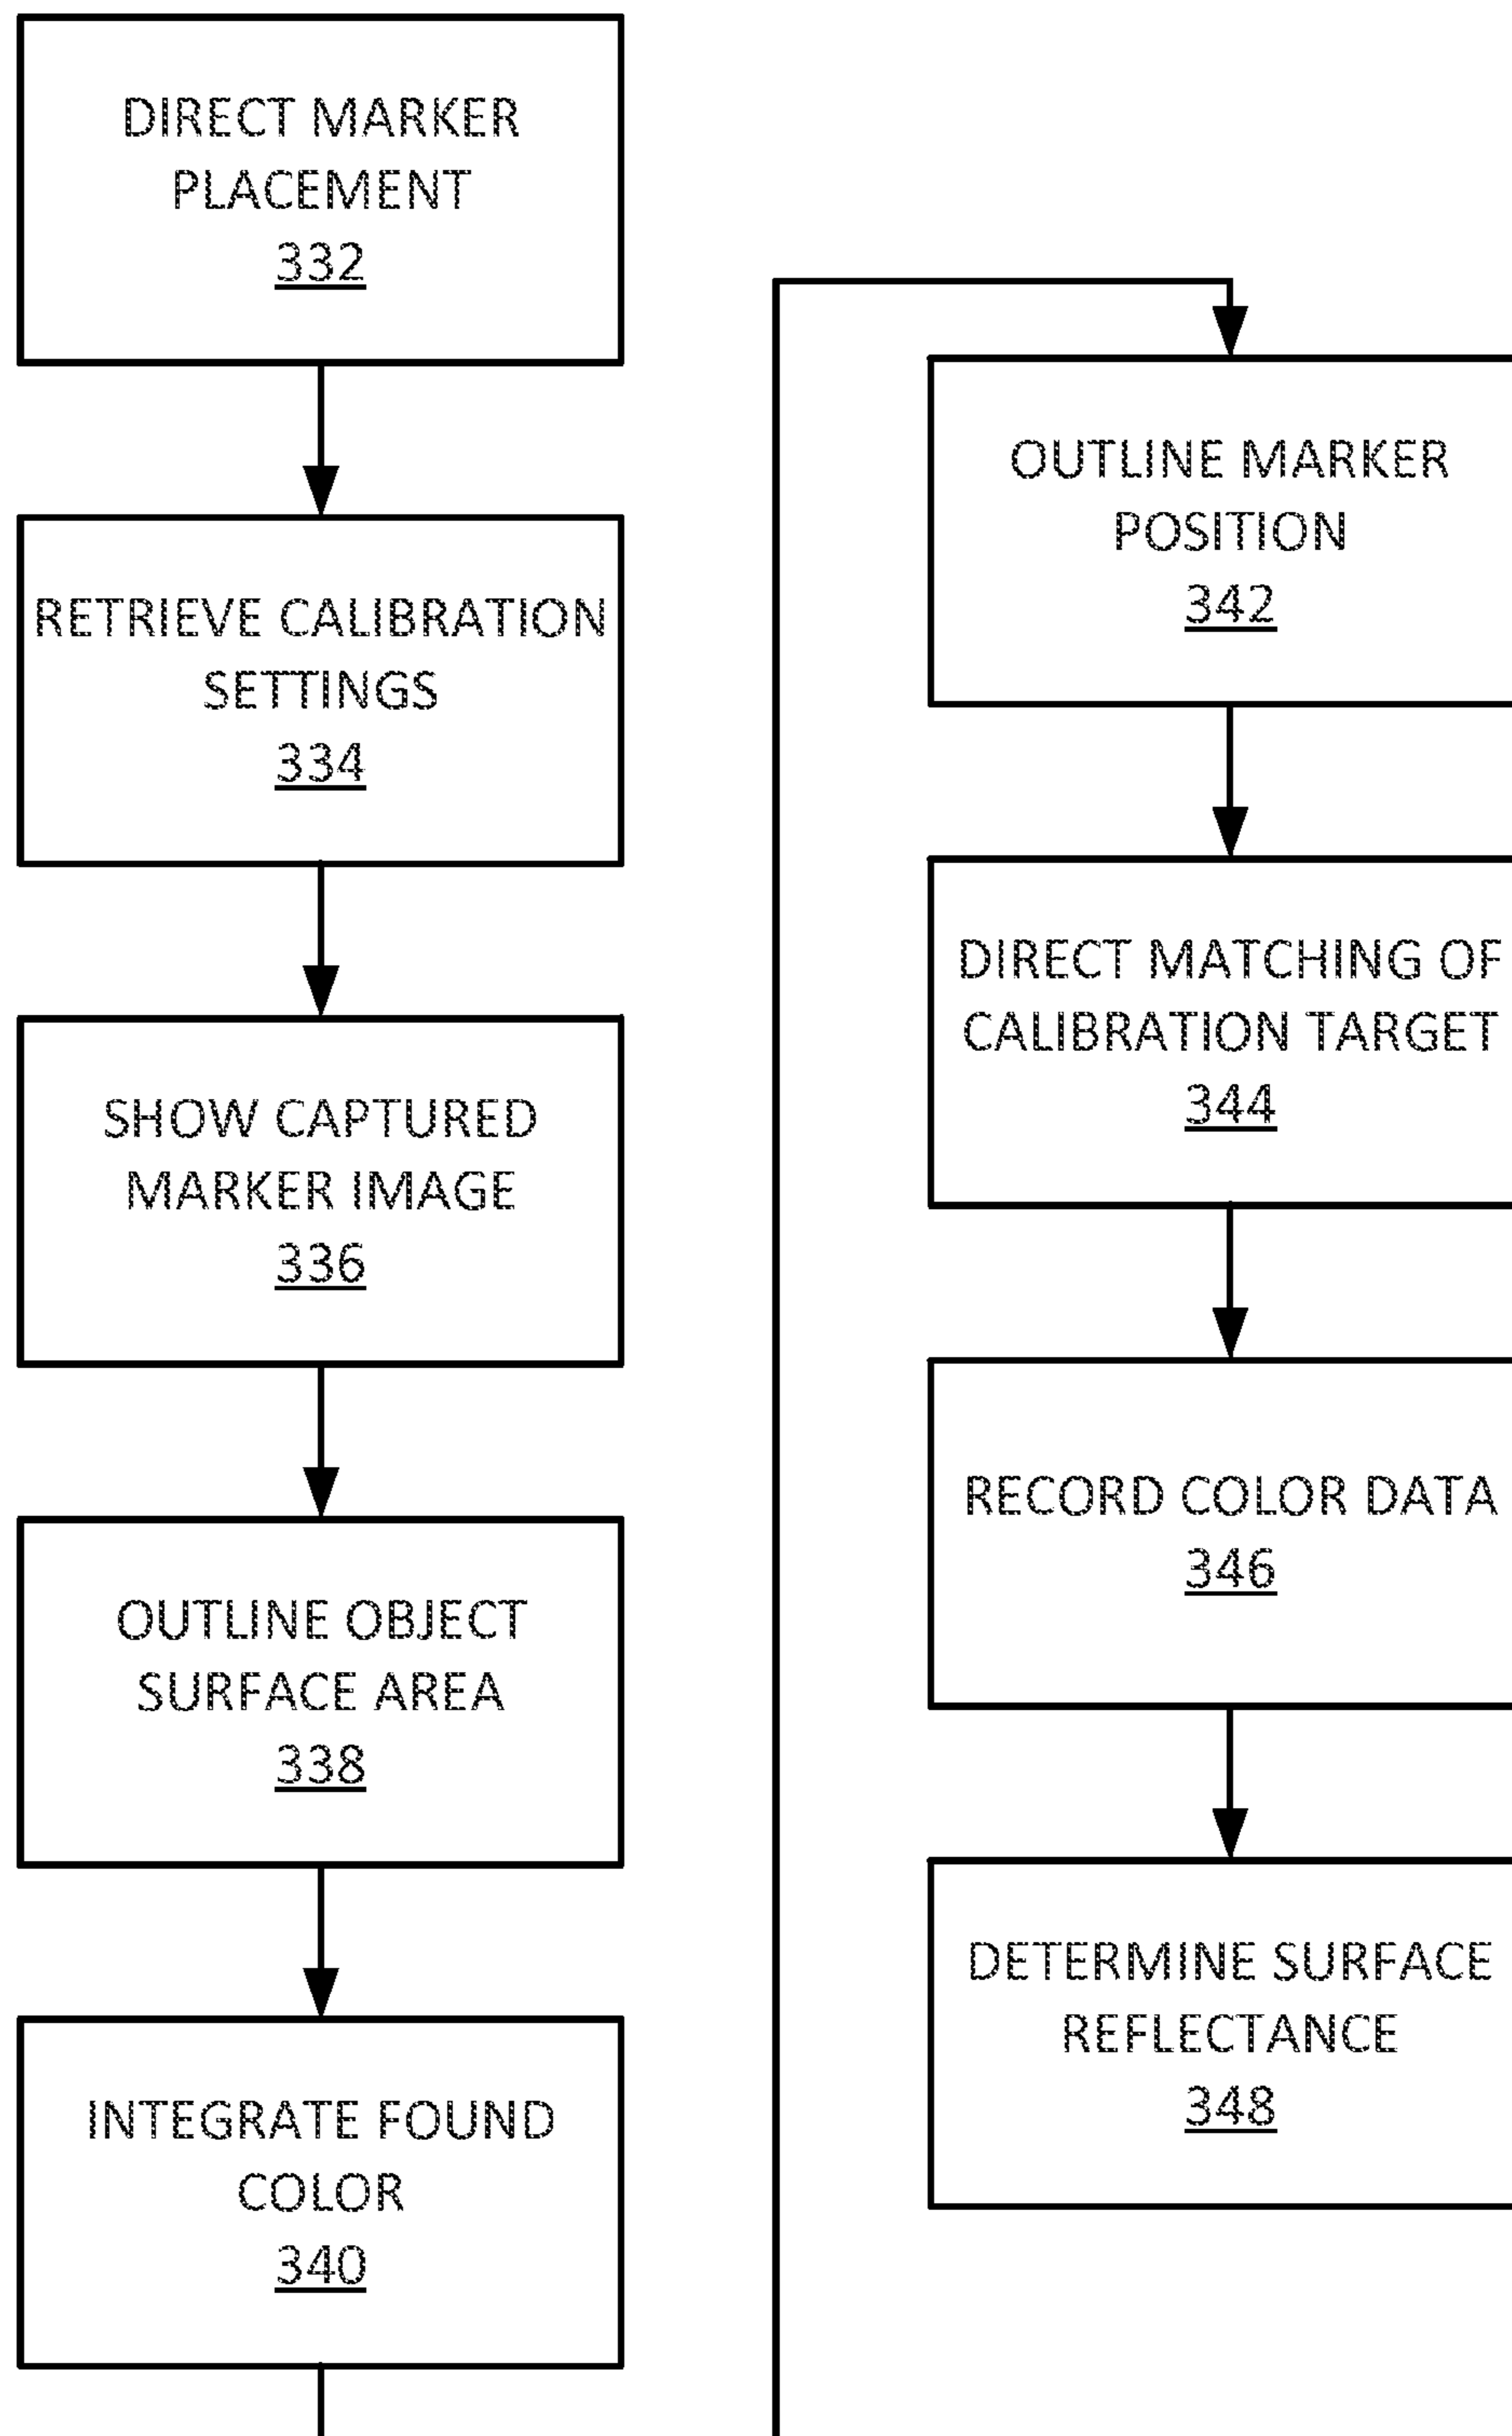 DIRECT MARKER
PLACEMENT
332
RETRIEVE CALIBRATION
SETTINGS
334
SHOW CAPTURED
MARKER IMAGE
336
OUTLINE OBJECT
SURFACE AREA
338
INTEGRATE FOUND
COLOR
340
OUTLINE MARKER
POSITION
342
DIRECT MATCHING OF
CALIBRATION TARGET
344
RECORD COLOR DATA
346
DETERMINE SURFACE
REFLECTANCE
348